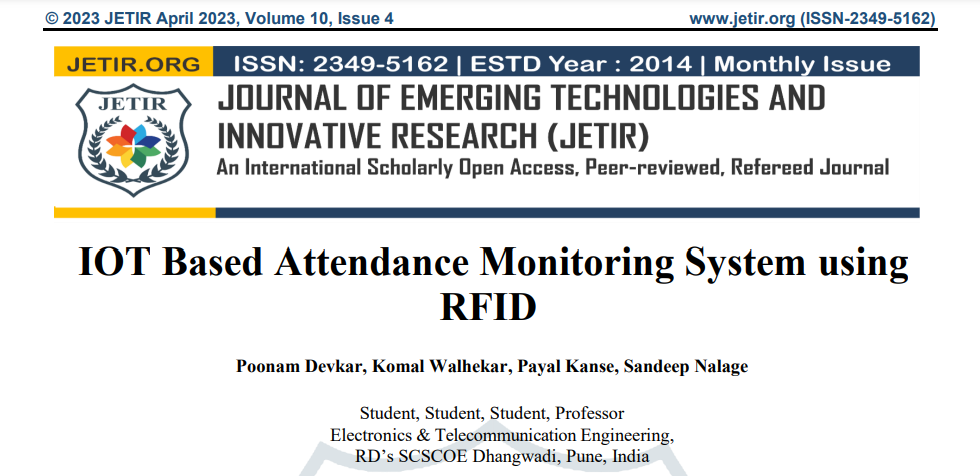 © 2023 JETIR April 2023, Volume 10, Issue 4 www.jetir.org (ISSN-2349-5162)
JETIR.ORG ISSN: 2349-5162 | ESTD Year : 2014 | Monthly Issue
JETIR
JOURNAL OF EMERGING TECHNOLOGIES AND
INNOVATIVE RESEARCH (JETIR)
An International Scholarly Open Access, Peer-reviewed, Refereed Journal
IOT Based Attendance Monitoring System using
RFID
Poonam Devkar, Komal Walhekar, Payal Kanse, Sandeep Nalage
Student, Student, Student, Professor
Electronics & Telecommunication Engineering,
RD’s SCSCOE Dhangwadi, Pune, India